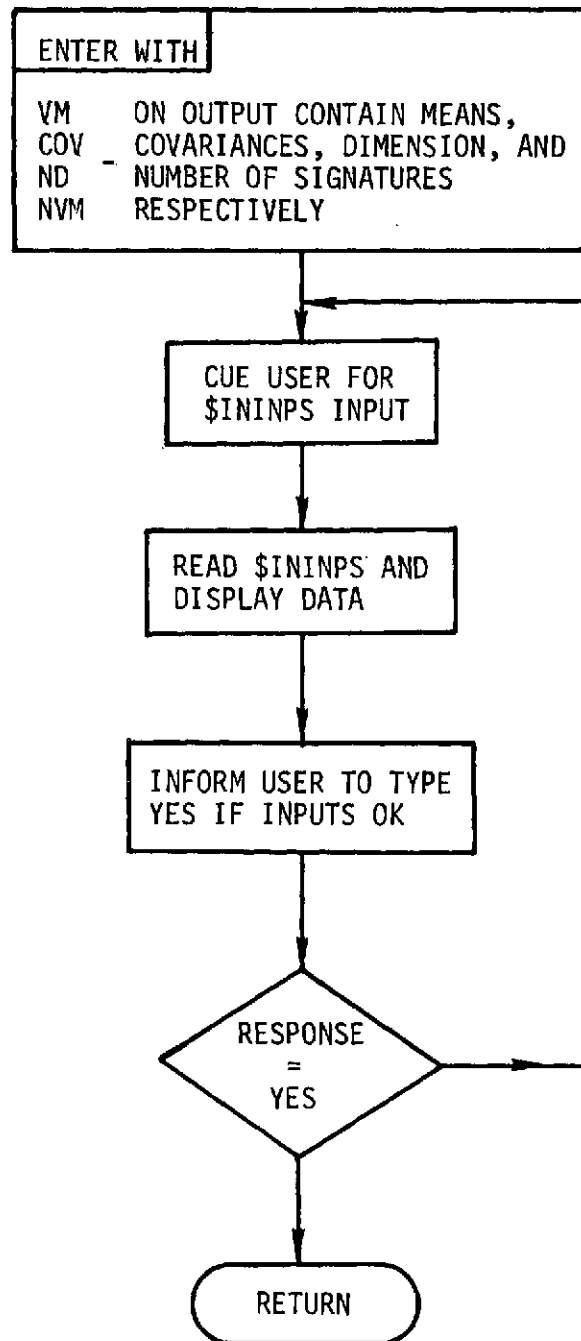 ENTER WITH
VM ON OUTPUT CONTAIN MEANS,
COV - COVARIANCES, DIMENSION, AND
ND NUMBER OF SIGNATURES
NVM RESPECTIVELY
CUE USER FOR
$ININPS INPUT
READ $ININPS AND
DISPLAY DATA
INFORM USER TO TYPE
YES IF INPUTS OK
RESPONSE
=
YES
RETURN